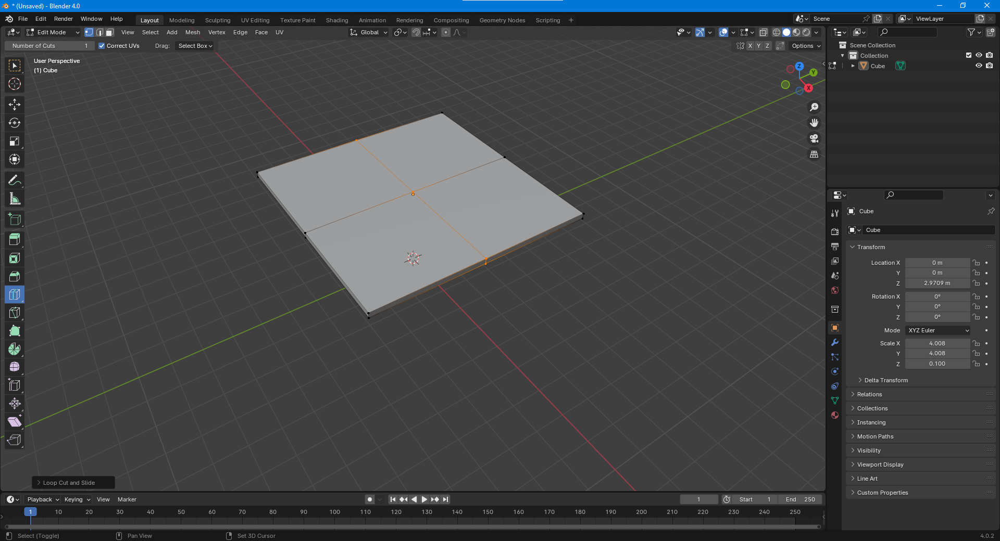 * (Unsaved) - Blender 4.0
File Edit Render Window Help
Layout Modeling Sculpting UV Editing Texture Paint Shading Animation Rendering Compositing Geometry Nodes Scripting +
Scene
ViewLayer
Edit Mode
View Select Add Mesh Vertex Edge Face UV
Global
Number of Cuts 1
Correct UVs
Drag: Select Box
X Y Z
Options
User Perspective
(1) Cube
Z
Y
X
Scene Collection
Collection
Cube
Cube
Cube
Transform
Location X 0 m
Y 0 m
Z 2.9709 m
Rotation X 0°
Y 0°
Z 0°
Mode XYZ Euler
Scale X 4.008
Y 4.008
Z 0.100
Delta Transform
Relations
Collections
Instancing
Motion Paths
Visibility
Viewport Display
Line Art
Custom Properties
Loop Cut and Slide
Playback Keying View Marker
1
Start 1
End 250
1 10 20 30 40 50 60 70 80 90 100 110 120 130 140 150 160 170 180 190 200 210 220 230 240 250
Select (Toggle)
Pan View
Set 3D Cursor
4.0.2